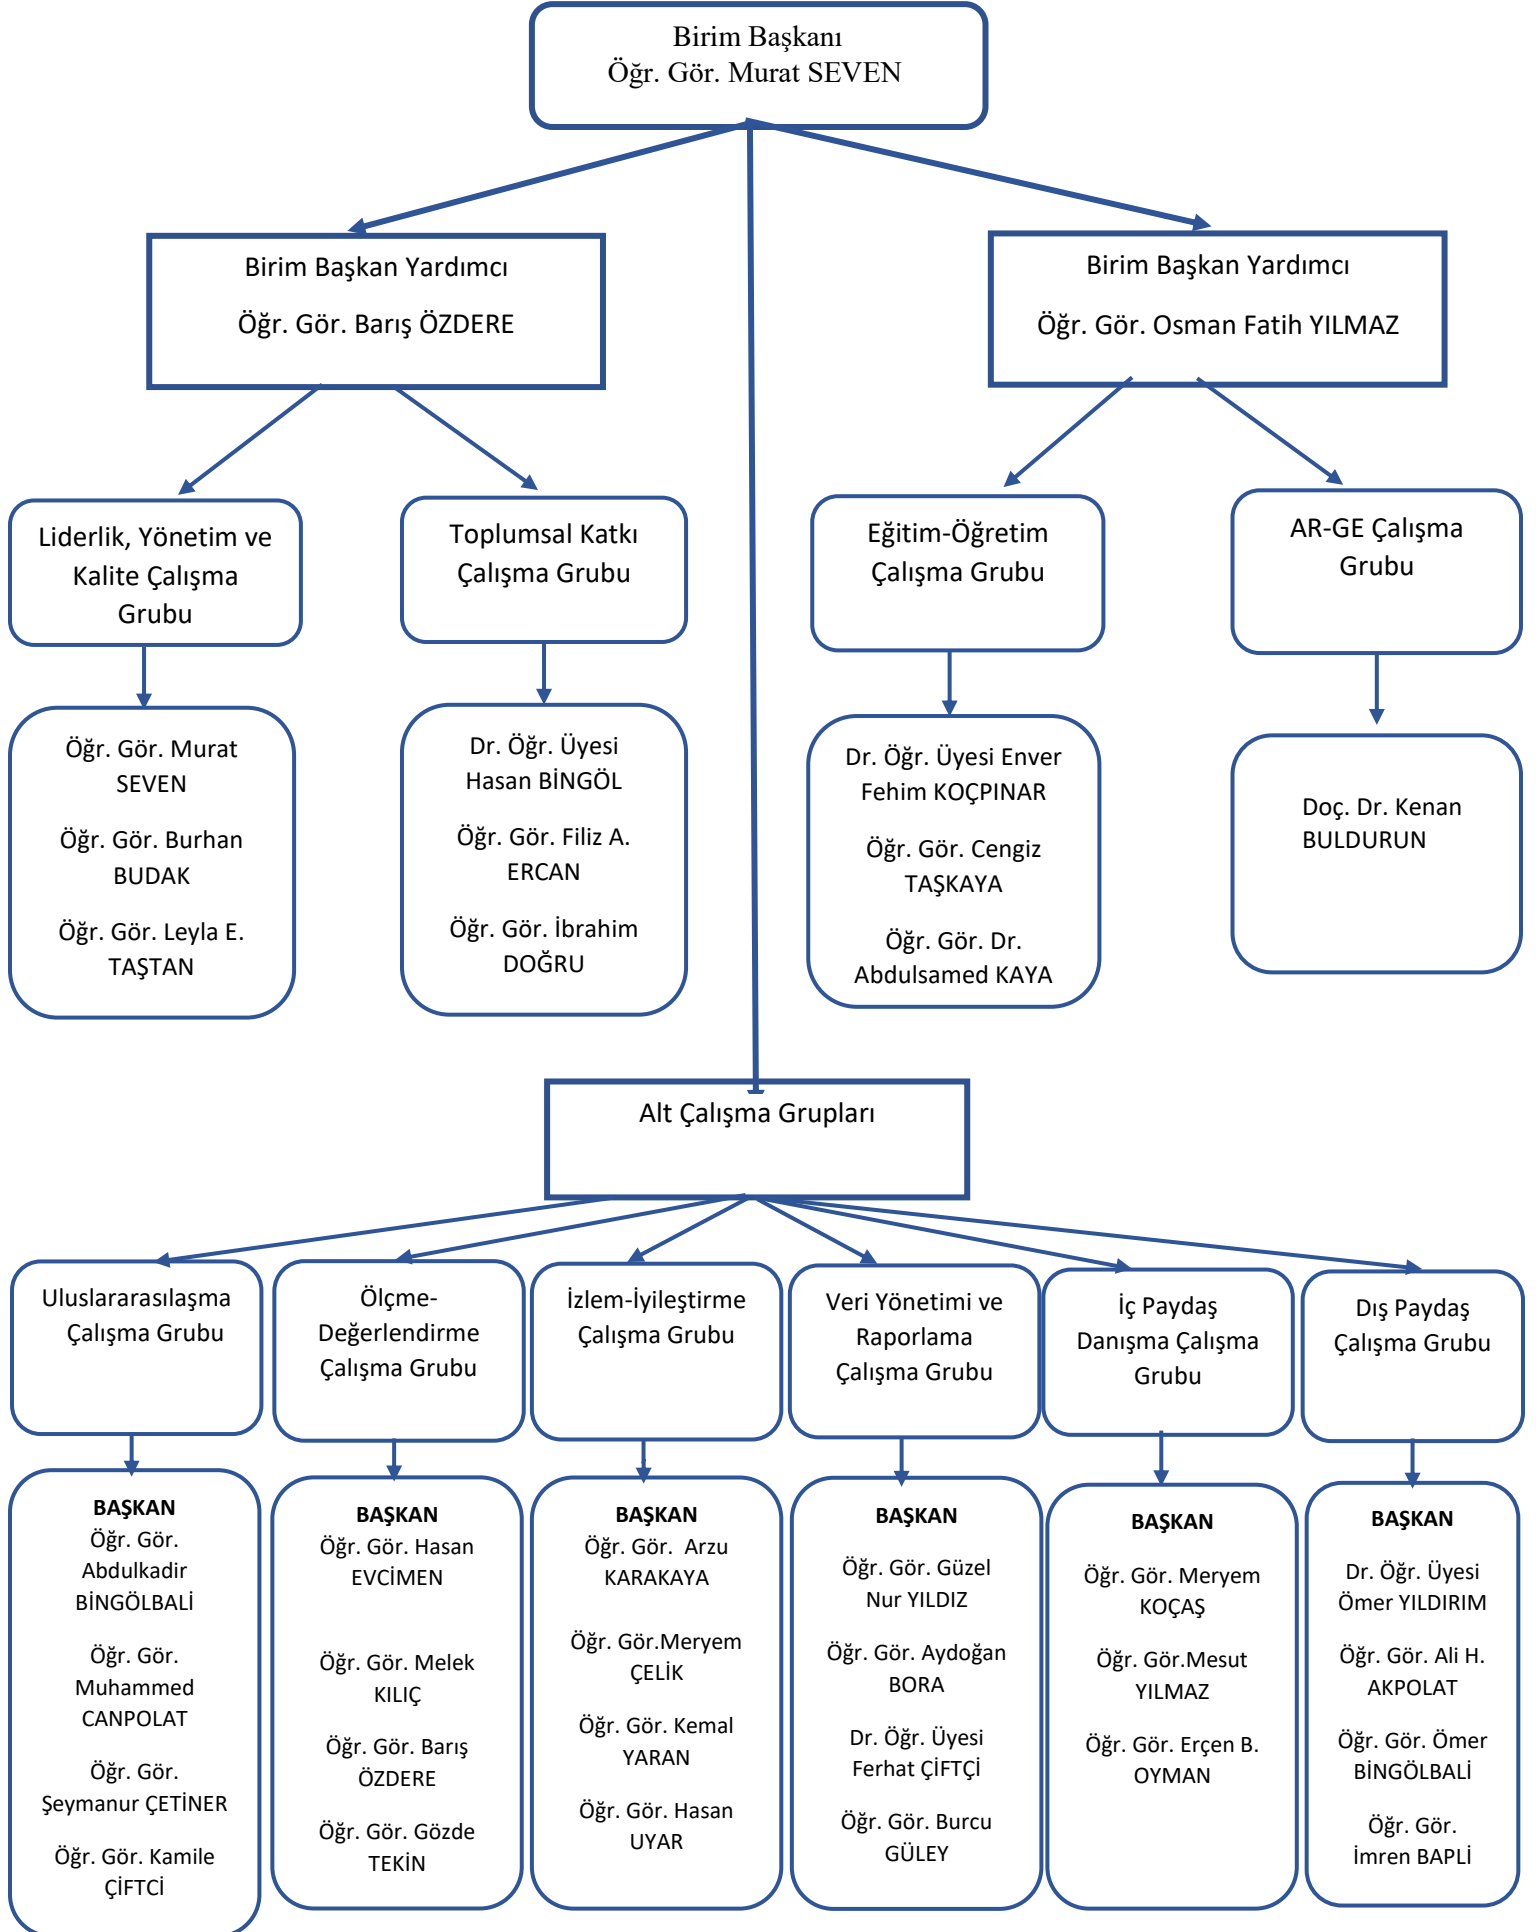 Birim Başkanı
Öğr. Gör. Murat SEVEN
Birim Başkan Yardımcı
Öğr. Gör. Barış ÖZDERE
Birim Başkan Yardımcı
Öğr. Gör. Osman Fatih YILMAZ
Liderlik, Yönetim ve
Kalite Çalışma
Grubu
Toplumsal Katkı
Çalışma Grubu
Eğitim-Öğretim
Çalışma Grubu
AR-GE Çalışma
Grubu
Öğr. Gör. Murat
SEVEN
Öğr. Gör. Burhan
BUDAK
Öğr. Gör. Leyla E.
TAŞTAN
Dr. Öğr. Üyesi
Hasan BİNGÖL
Öğr. Gör. Filiz A.
ERCAN
Öğr. Gör. İbrahim
DOĞRU
Dr. Öğr. Üyesi Enver
Fehim KOÇPINAR
Öğr. Gör. Cengiz
TAŞKAYA
Öğr. Gör. Dr.
Abdulsamed KAYA
Doç. Dr. Kenan
BULDURUN
Alt Çalışma Grupları
Uluslararasılaşma
Çalışma Grubu
Ölçme-
Değerlendirme
Çalışma Grubu
İzlem-İyileştirme
Çalışma Grubu
Veri Yönetimi ve
Raporlama
Çalışma Grubu
İç Paydaş
Danışma Çalışma
Grubu
Dış Paydaş
Çalışma Grubu
BAŞKAN
Öğr. Gör.
Abdulkadir
BİNGÖLBALİ
Öğr. Gör.
Muhammed
CANPOLAT
Öğr. Gör.
Şeymanur ÇETİNER
Öğr. Gör. Kamile
ÇİFTCİ
BAŞKAN
Öğr. Gör. Hasan
EVCİMEN
Öğr. Gör. Melek
KILIÇ
Öğr. Gör. Barış
ÖZDERE
Öğr. Gör. Gözde
TEKİN
BAŞKAN
Öğr. Gör.  Arzu
KARAKAYA
Öğr. Gör.Meryem
ÇELİK
Öğr. Gör. Kemal
YARAN
Öğr. Gör. Hasan
UYAR
BAŞKAN
Öğr. Gör. Güzel
Nur YILDIZ
Öğr. Gör. Aydoğan
BORA
Dr. Öğr. Üyesi
Ferhat ÇİFTÇİ
Öğr. Gör. Burcu
GÜLEY
BAŞKAN
Öğr. Gör. Meryem
KOÇAŞ
Öğr. Gör.Mesut
YILMAZ
Öğr. Gör. Erçen B.
OYMAN
BAŞKAN
Dr. Öğr. Üyesi
Ömer YILDIRIM
Öğr. Gör. Ali H.
AKPOLAT
Öğr. Gör. Ömer
BİNGÖLBALİ
Öğr. Gör.
İmren BAPLİ